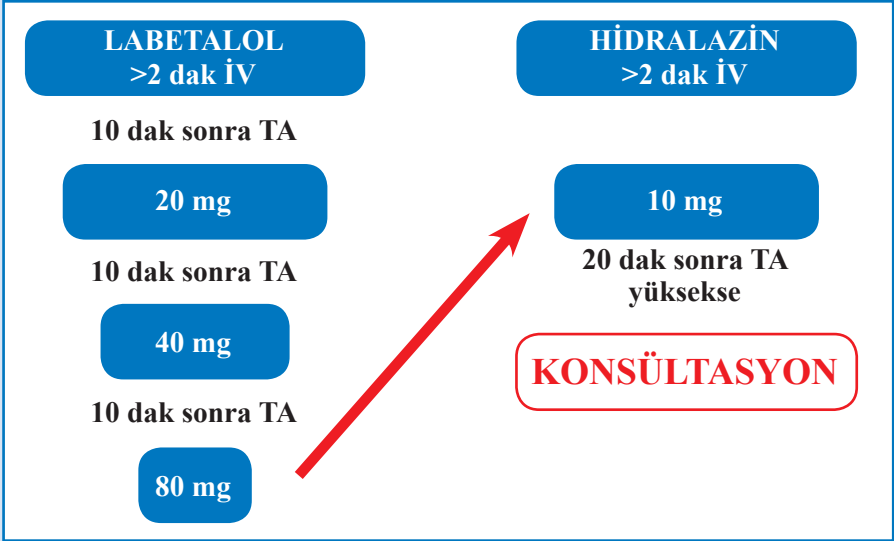 LABETALOL
>2 dak İV
10 dak sonra TA
20 mg
10 dak sonra TA
40 mg
10 dak sonra TA
80 mg
HİDRALAZİN
>2 dak İV
10 mg
20 dak sonra TA
yüksekse
KONSÜLTASYON